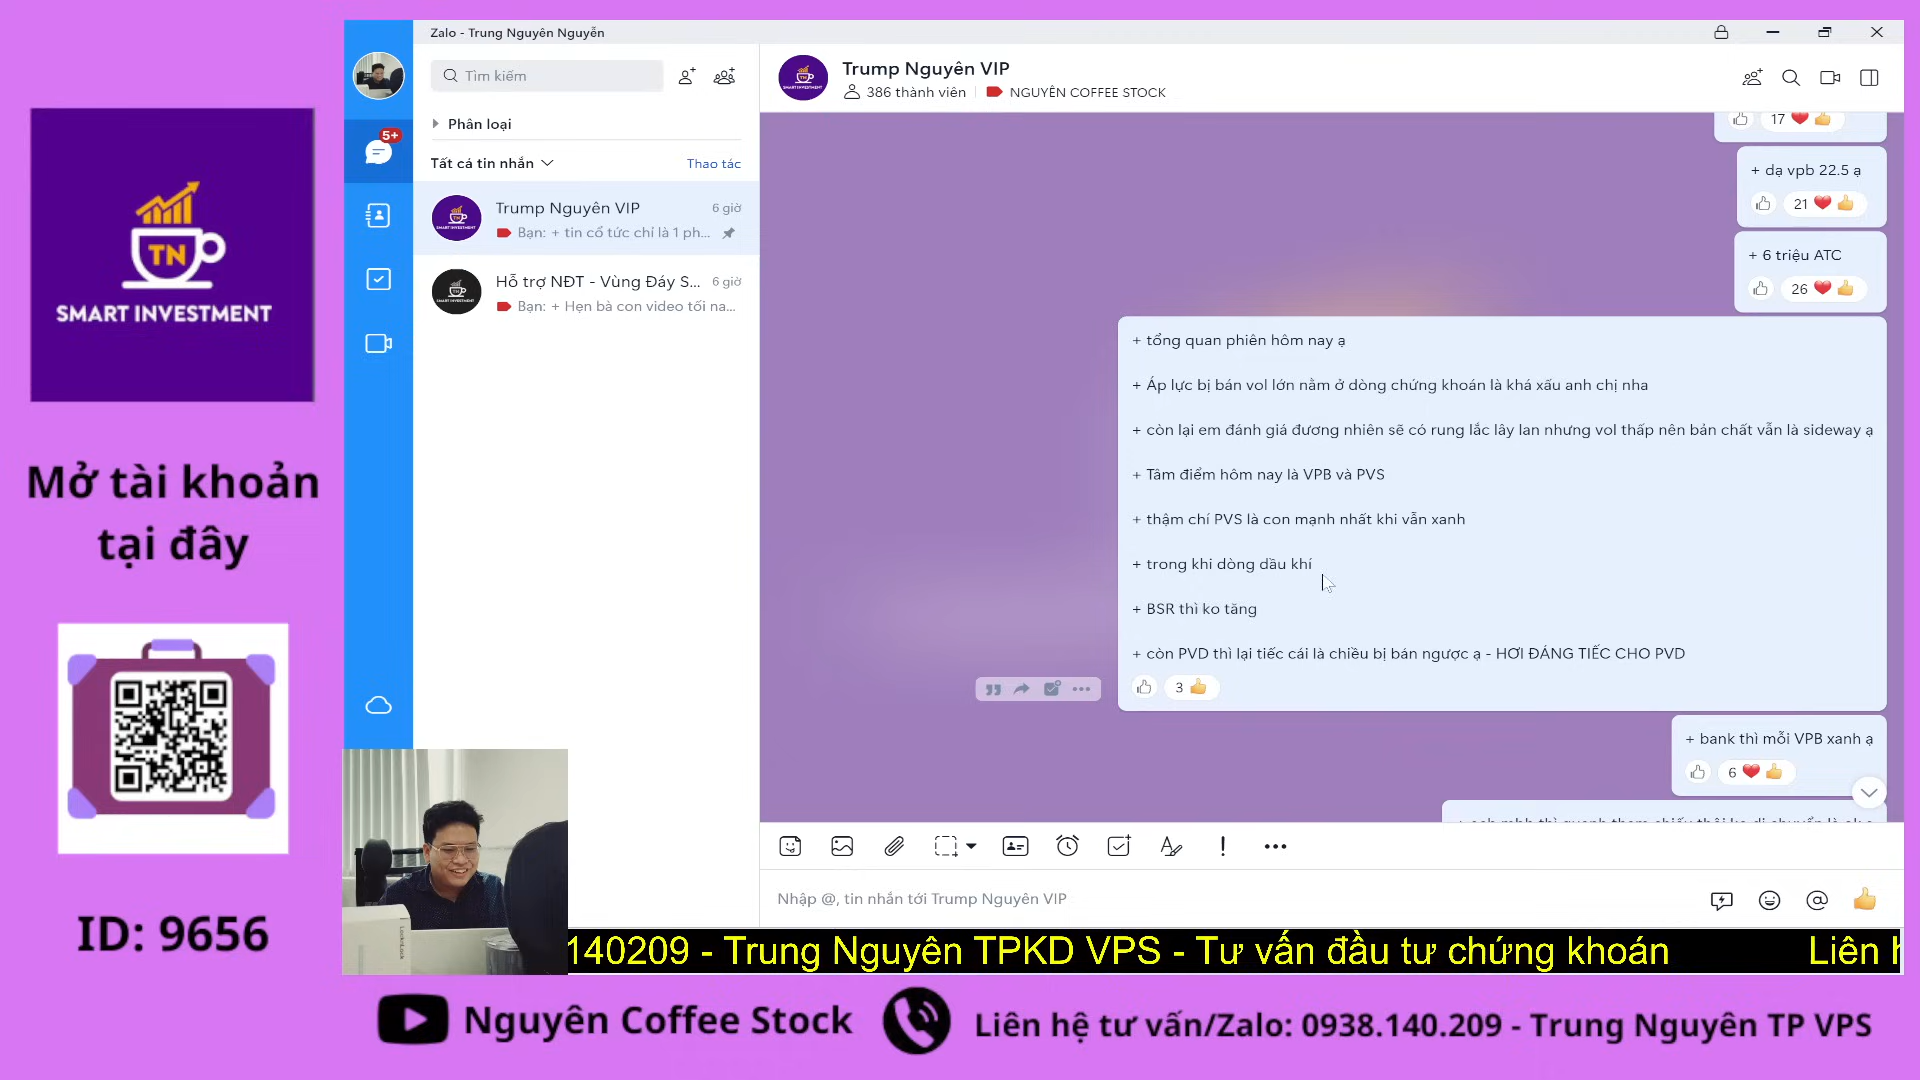 Zalo - Trung Nguyên Nguyễn
TN
SMART INVESTMENT
Mở tài khoản
tại đây
ID: 9656
5+
Tìm kiếm
Phân loại
Tất cả tin nhắn
Thao tác
Trump Nguyên VIP
6 giờ
Bạn: + tin cổ tức chỉ là 1 ph...
Hỗ trợ NĐT - Vùng Đáy S...
6 giờ
Bạn: + Hẹn bà con video tối na...
Trump Nguyên VIP
386 thành viên
NGUYÊN COFFEE STOCK
17
+ dạ vpb 22.5 ạ
21
+ 6 triệu ATC
26
+ tổng quan phiên hôm nay ạ
+ Áp lực bị bán vol lớn nằm ở dòng chứng khoán là khá xấu anh chị nha
+ còn lại em đánh giá đương nhiên sẽ có rung lắc lây lan nhưng vol thấp nên bản chất vẫn là sideway ạ
+ Tâm điểm hôm nay là VPB và PVS
+ thậm chí PVS là con mạnh nhất khi vẫn xanh
+ trong khi dòng dầu khí
+ BSR thì ko tăng
+ còn PVD thì lại tiếc cái là chiều bị bán ngược ạ - HƠI ĐÁNG TIẾC CHO PVD
3
+ bank thì mỗi VPB xanh ạ
6
Nhập @, tin nhắn tới Trump Nguyên VIP
140209 - Trung Nguyên TPKD VPS - Tư vấn đầu tư chứng khoán
Liên
Nguyên Coffee Stock
Liên hệ tư vấn/Zalo: 0938.140.209 - Trung Nguyên TP VPS